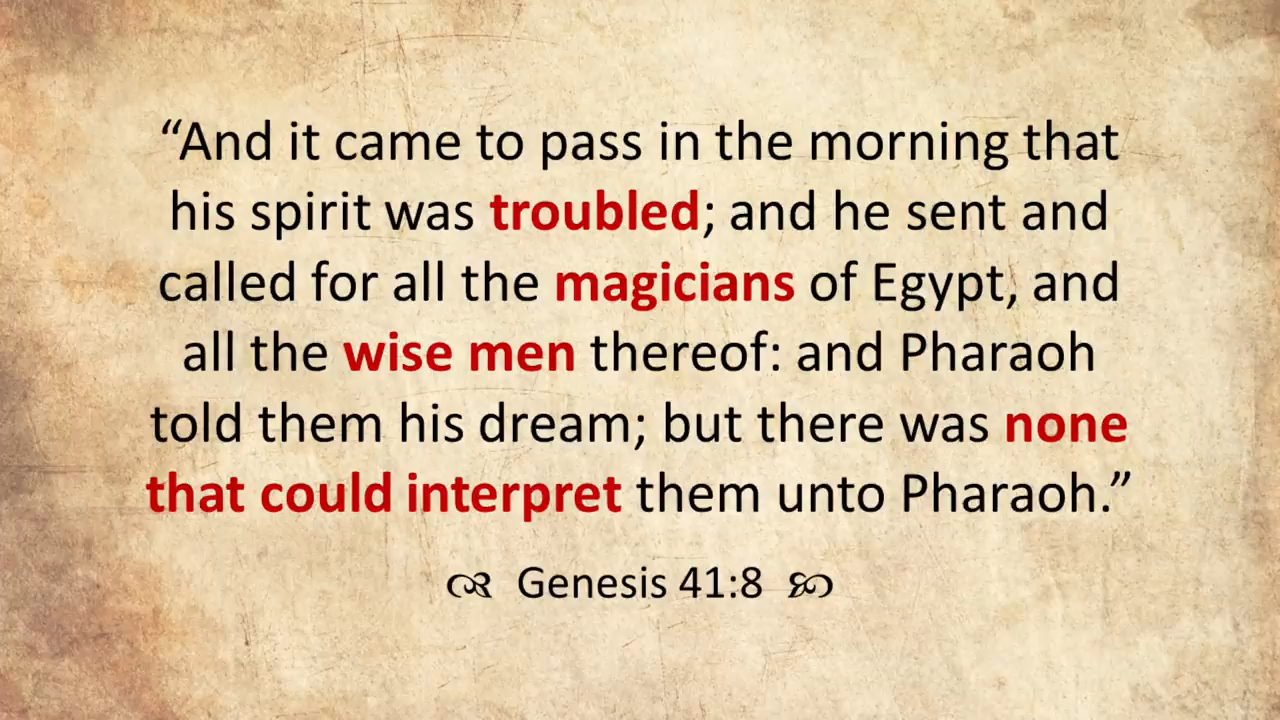 “And it came to pass in the morning that
his spirit was troubled; and he sent and
called for all the magicians of Egypt, and
all the wise men thereof: and Pharaoh
told them his dream; but there was none
that could interpret them unto Pharaoh.”
Genesis 41:8